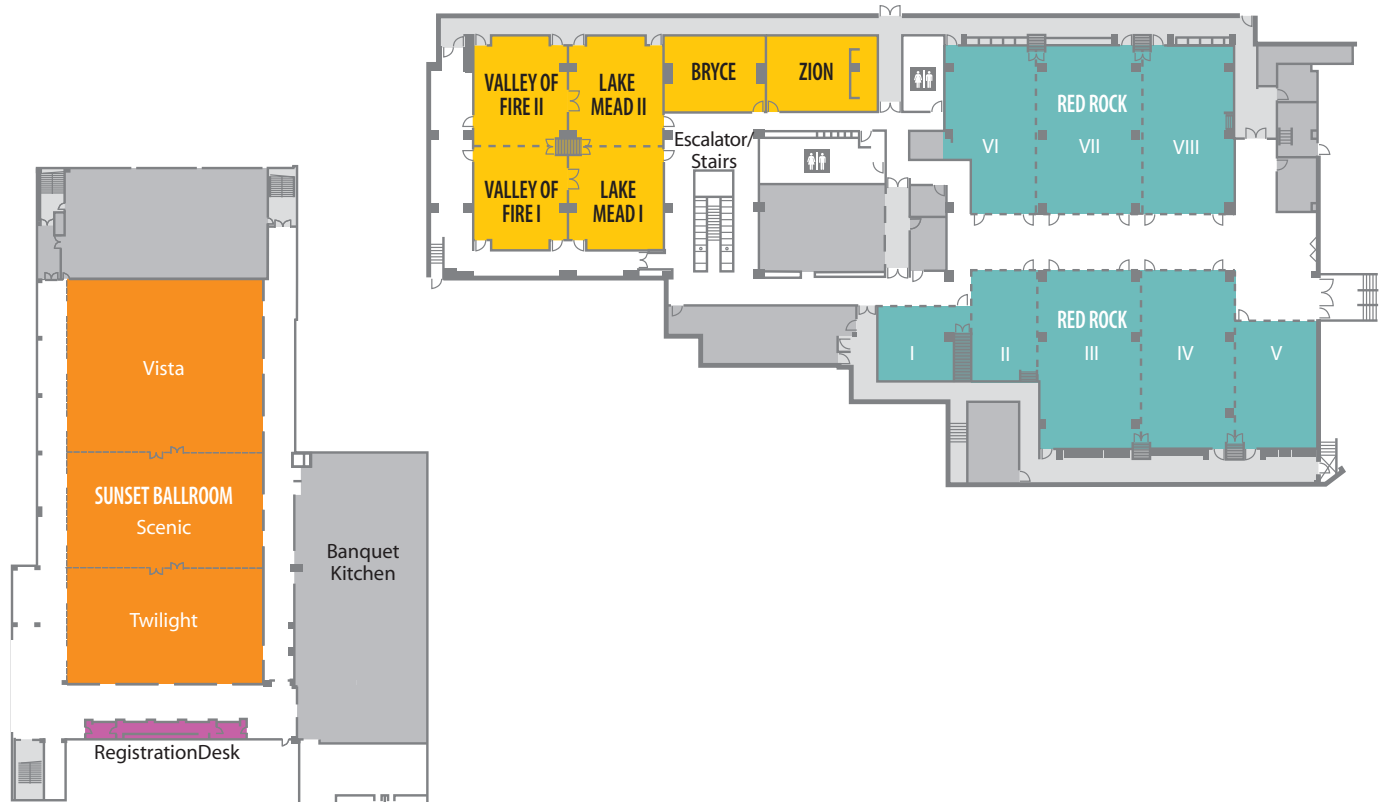 VALLEY OF
FIRE II
LAKE
MEAD II
BRYCE
ZION
VALLEY OF
FIRE I
LAKE
MEAD I
Escalator/
Stairs
RED ROCK
VI
VII
VIII
RED ROCK
I
II
III
IV
V
Vista
SUNSET BALLROOM
Scenic
Twilight
Banquet
Kitchen
RegistrationDesk